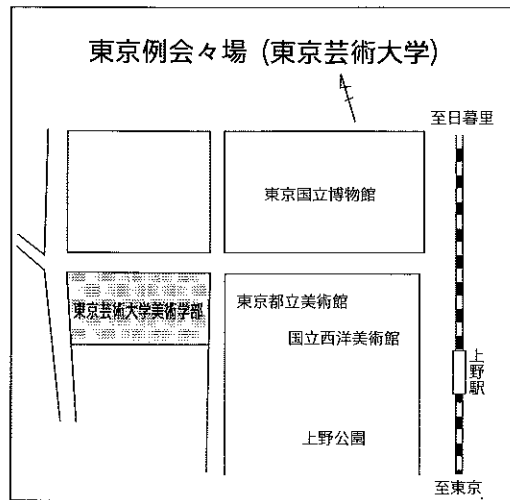 東京例会々場 (東京芸術大学)
至日暮里
東京国立博物館
東京都立美術館
東京芸術大学美術学部
国立西洋美術館
上野駅
上野公園
至東京